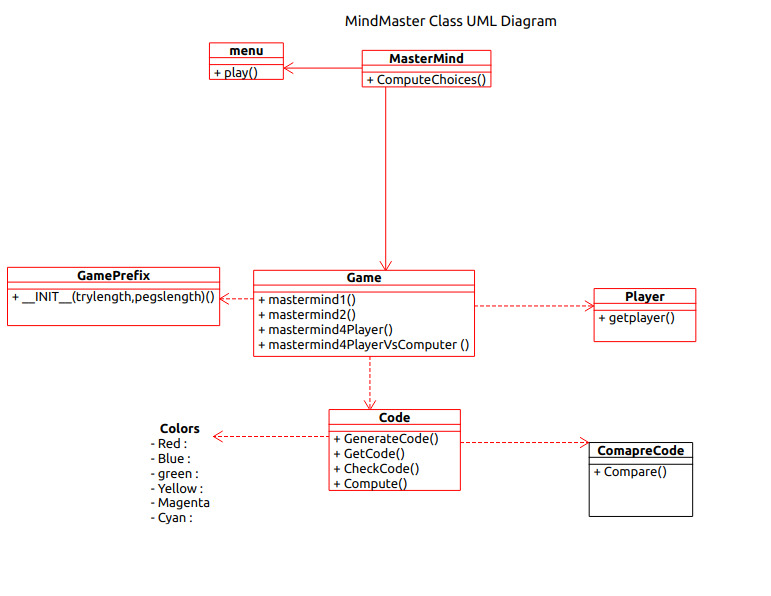 MindMaster Class UML Diagram
menu
+ play()
MasterMind
+ ComputeChoices()
GamePrefix
+ __INIT__(trylength,pegslength)()
Game
+ mastermind1()
+ mastermind2()
+ mastermind4Player()
+ mastermind4PlayerVsComputer ()
Player
+ getplayer()
Colors
- Red :
- Blue :
- green :
- Yellow :
- Magenta
- Cyan :
Code
+ GenerateCode()
+ GetCode()
+ CheckCode()
+ Compute()
ComapreCode
+ Compare()